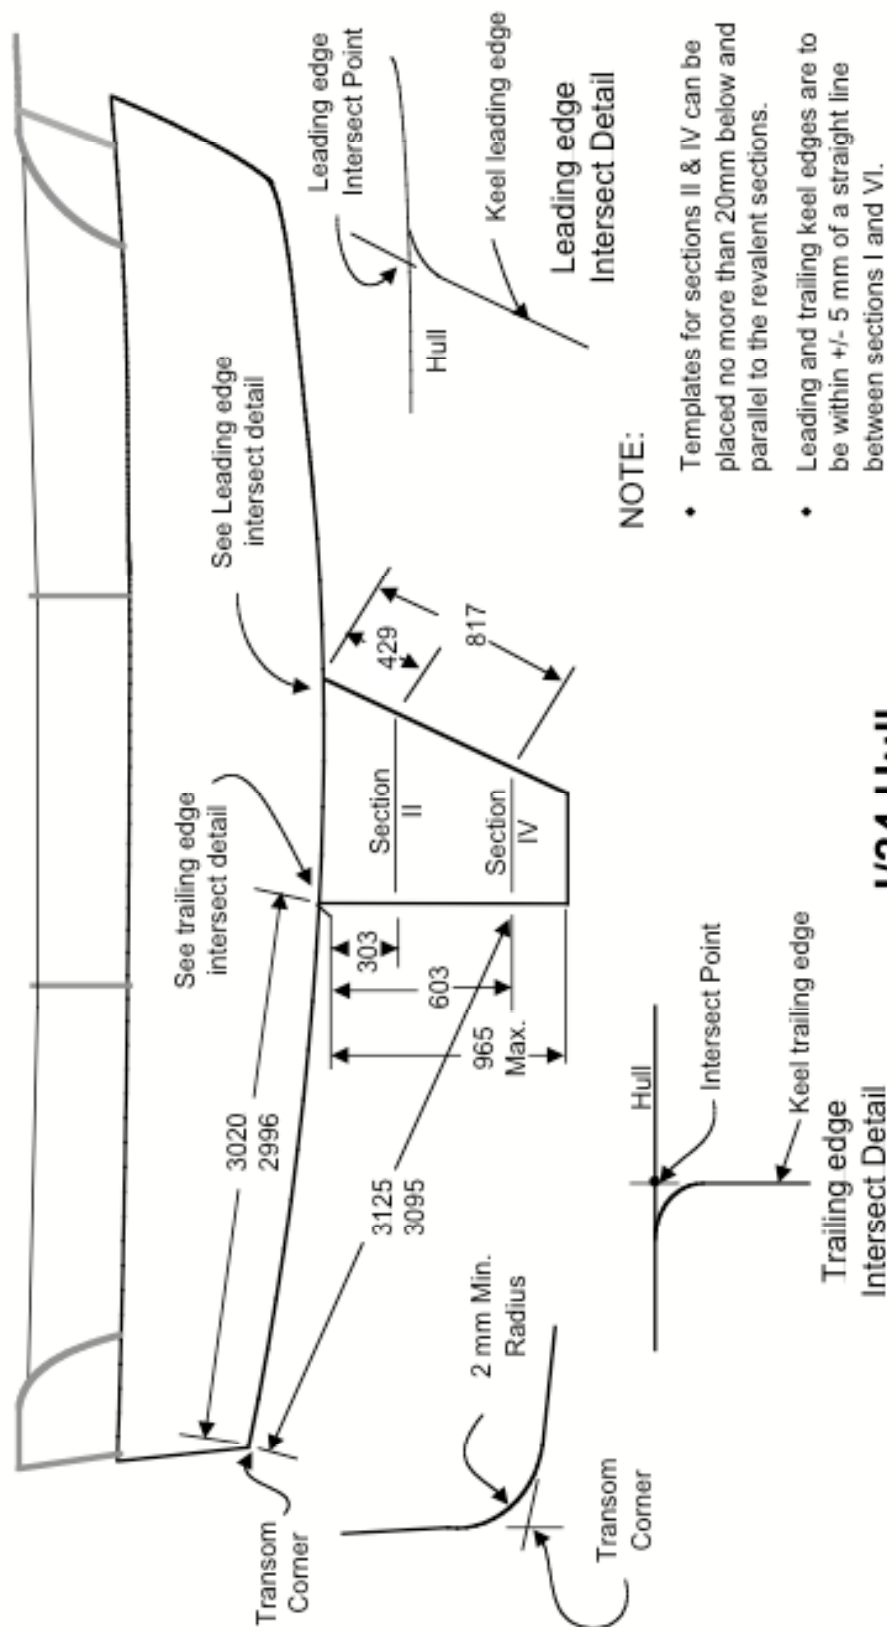 Leading edge
Intersect Point
Hull
Keel leading edge
Leading edge
Intersect Detail
See Leading edge
intersect detail
See trailing edge
intersect detail
3020
2996
3125
3095
303
603
965
Max.
429
817
Section
II
Section
IV
Transom
Corner
2 mm Min.
Radius
Transom
Corner
Hull
Intersect Point
Keel trailing edge
Trailing edge
Intersect Detail
NOTE:
• Templates for sections II & IV can be
placed no more than 20mm below and
parallel to the revalent sections.
• Leading and trailing keel edges are to
be within +/- 5 mm of a straight line
between sections I and VI.